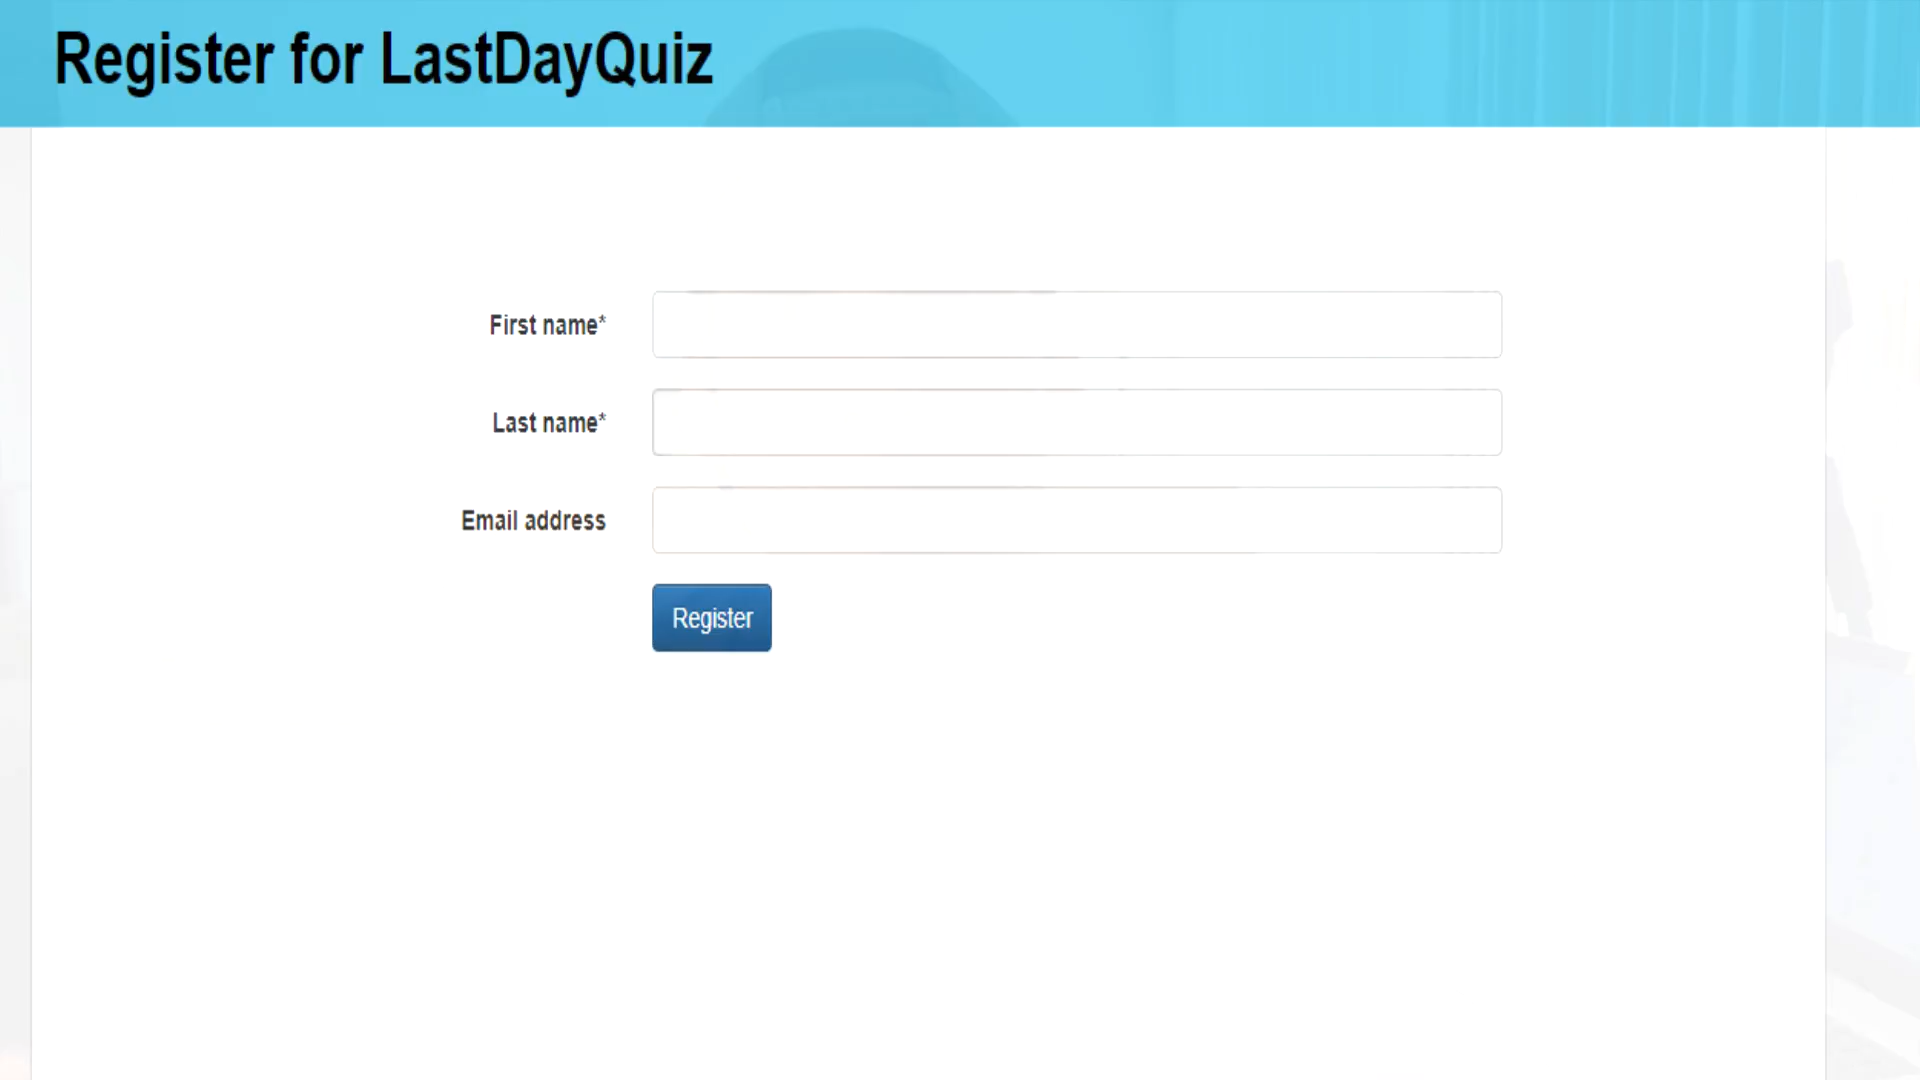 Register for LastDayQuiz
First name*
Last name*
Email address
Register